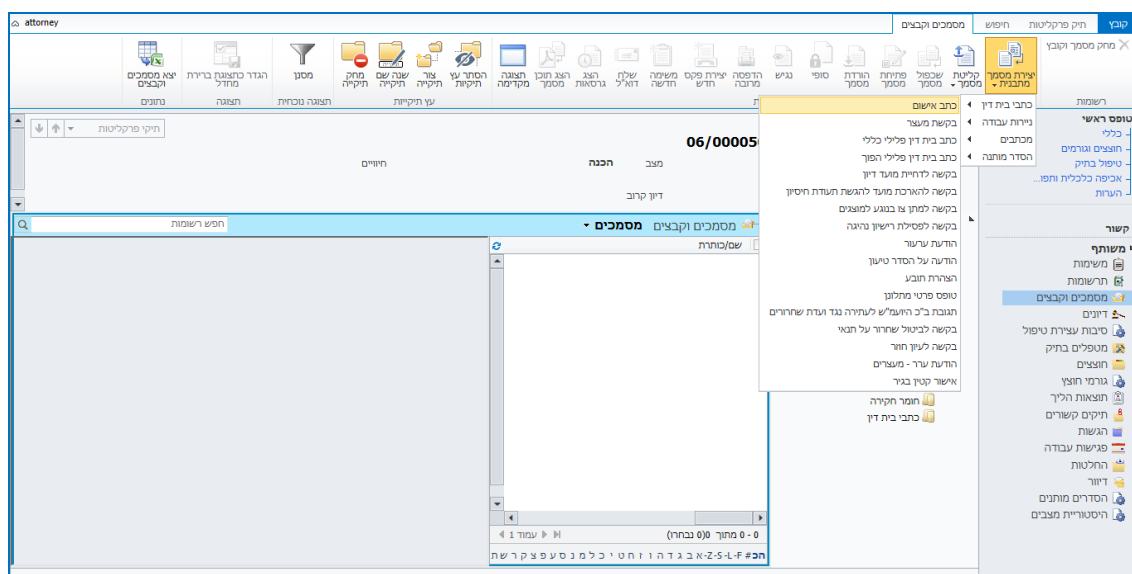 קובץ
תיק פרקליטות
חיפוש
מסמכים וקבצים
attorney
מחק מסמך וקובץ
יצירת מסמך מתבנית
קליטת מסמך
שכפול מסמך
פתיחת מסמך
הורדת מסמך
סופי
נגיש
הדפסה מרובה
יצירת פקס חדש
משימה חדשה
שלח דוא"ל
הצג גרסאות
הצג תוכן מסמך
תצוגה מקדימה
הסתר עץ תיקיות
צור תיקייה
שנה שם תיקייה
מחק תיקייה
מסנן
הגדר כתצוגת ברירת מחדל
יצא מסמכים וקבצים
רשומות
עץ תיקייות
תצוגה נוכחית
תצוגה
נתונים
כתבי בית דין
ניירות עבודה
מכתבים
הסדר מותנה
כתב אישום
בקשת מעצר
כתב בית דין פלילי כללי
כתב בית דין פלילי הפוך
בקשה לדחיית מועד דיון
בקשה להארכת מועד להגשת תעודת חיסיון
בקשה למתן צו בנוגע למוצגים
בקשה לפסילת רישיון נהיגה
הודעת ערעור
הודעה על הסדר טיעון
הצהרת תובע
טופס פרטי מתלונן
תגובת ב"כ היועמ"ש לעתירה נגד ועדת שחרורים
בקשה לביטול שחרור על תנאי
בקשה לעיון חוזר
הודעת ערר - מעצרים
אישור קטין בגיר
חומר חקירה
כתבי בית דין
טופס ראשי
כללי
חוצצים וגורמים
טיפול בתיק
אכיפה כלכלית ותפו...
הערות
קשור
משותף
משימות
תרשומות
מסמכים וקבצים
דיונים
סיבות עצירת טיפול
מטפלים בתיק
חוצצים
גורמי חוצץ
תוצאות הליך
תיקים קשורים
הגשות
פגישות עבודה
החלטות
דיוור
הסדרים מותנים
היסטוריית מצבים
תיקי פרקליטות
06/00005
מצב
הכנה
חיוויים
דיון קרוב
מסמכים וקבצים
מסמכים
חפש רשומות
שם/כותרת
0 - 0 מתוך 0 (0 נבחרו)
עמוד 1
הכל # Z-S-L-F-א ב ג ד ה ו ז ח ט י כ ל מ נ ס ע פ צ ק ר ש ת